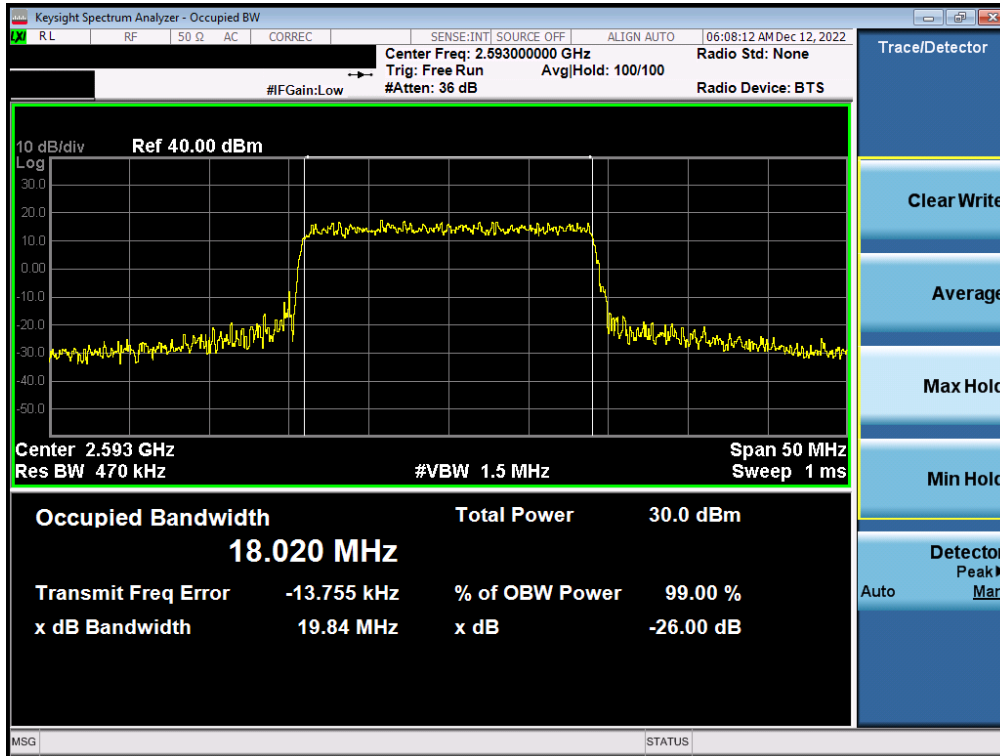 Keysight Spectrum Analyzer - Occupied BW
LXI RL RF 50 Ω AC CORREC SENSE:INT SOURCE OFF ALIGN AUTO 06:08:12 AM Dec 12, 2022
Center Freq: 2.593000000 GHz Radio Std: None
Trig: Free Run Avg|Hold: 100/100
#IFGain:Low #Atten: 36 dB Radio Device: BTS
10 dB/div Ref 40.00 dBm
Log
30.0
20.0
10.0
0.00
-10.0
-20.0
-30.0
-40.0
-50.0
Center 2.593 GHz Span 50 MHz
Res BW 470 kHz #VBW 1.5 MHz Sweep 1 ms
Occupied Bandwidth Total Power 30.0 dBm
18.020 MHz
Transmit Freq Error -13.755 kHz % of OBW Power 99.00 %
x dB Bandwidth 19.84 MHz x dB -26.00 dB
Trace/Detector
Clear Write
Average
Max Hold
Min Hold
Detector
Peak
Auto Man
MSG STATUS